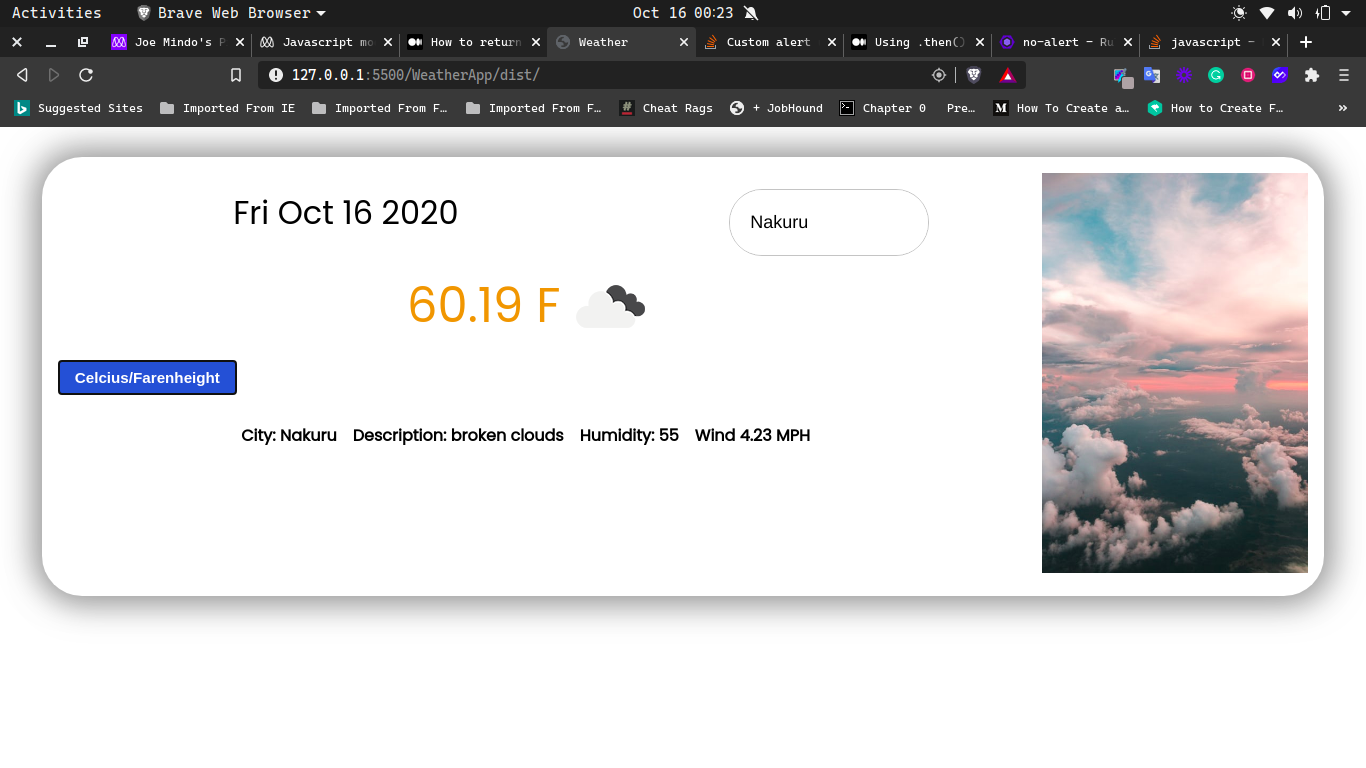 Activities Brave Web Browser Oct 16 00:23
Joe Mindo's P Javascript mo How to return Weather Custom alert Using .then() no-alert - Ru javascript -
127.0.0.1:5500/WeatherApp/dist/
Suggested Sites Imported From IE Imported From F… Imported From F… Cheat Rags + JobHound Chapter 0 Pre… How To Create a… How to Create F… »
Fri Oct 16 2020
Nakuru
60.19 F
Celcius/Farenheight
City: Nakuru Description: broken clouds Humidity: 55 Wind 4.23 MPH